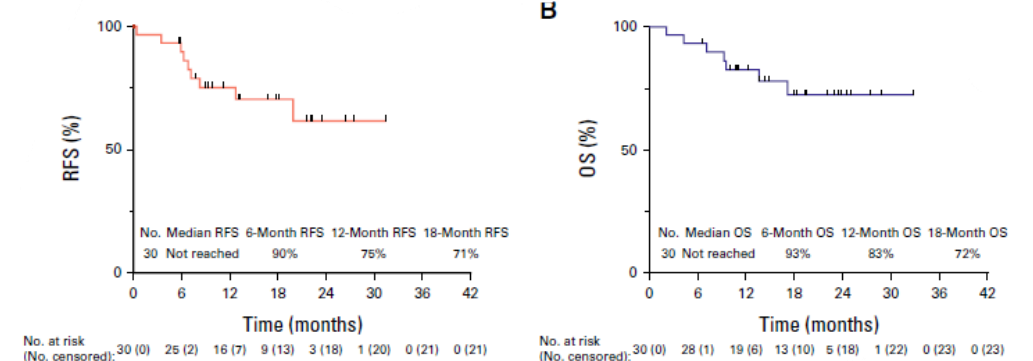 100
50
0
RFS (%)
No. Median RFS 6-Month RFS 12-Month RFS 18-Month RFS
30 Not reached 90% 75% 71%
0 6 12 18 24 30 36 42
Time (months)
No. at risk
(No. censored): 30 (0) 25 (2) 16 (7) 9 (13) 3 (18) 1 (20) 0 (21) 0 (21)
B
100
50
0
OS (%)
No. Median OS 6-Month OS 12-Month OS 18-Month OS
30 Not reached 93% 83% 72%
0 6 12 18 24 30 36 42
Time (months)
No. at risk
(No. censored): 30 (0) 28 (1) 19 (6) 13 (10) 5 (18) 1 (22) 0 (23) 0 (23)